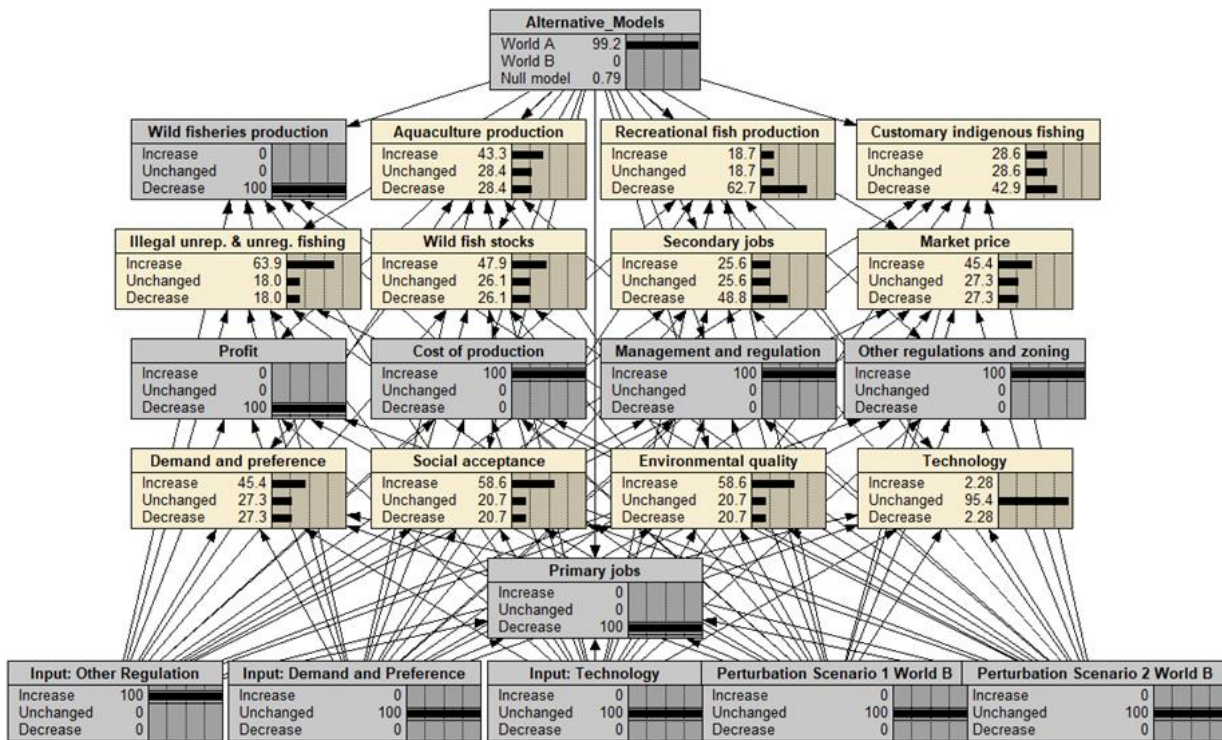 Alternative_Models
World A 99.2
World B 0
Null model 0.79
Wild fisheries production
Increase 0
Unchanged 0
Decrease 100
Aquaculture production
Increase 43.3
Unchanged 28.4
Decrease 28.4
Recreational fish production
Increase 18.7
Unchanged 18.7
Decrease 62.7
Customary indigenous fishing
Increase 28.6
Unchanged 28.6
Decrease 42.9
Illegal unrep. & unreg. fishing
Increase 63.9
Unchanged 18.0
Decrease 18.0
Wild fish stocks
Increase 47.9
Unchanged 26.1
Decrease 26.1
Secondary jobs
Increase 25.6
Unchanged 25.6
Decrease 48.8
Market price
Increase 45.4
Unchanged 27.3
Decrease 27.3
Profit
Increase 0
Unchanged 0
Decrease 100
Cost of production
Increase 100
Unchanged 0
Decrease 0
Management and regulation
Increase 100
Unchanged 0
Decrease 0
Other regulations and zoning
Increase 100
Unchanged 0
Decrease 0
Demand and preference
Increase 45.4
Unchanged 27.3
Decrease 27.3
Social acceptance
Increase 58.6
Unchanged 20.7
Decrease 20.7
Environmental quality
Increase 58.6
Unchanged 20.7
Decrease 20.7
Technology
Increase 2.28
Unchanged 95.4
Decrease 2.28
Primary jobs
Increase 0
Unchanged 0
Decrease 100
Input: Other Regulation
Increase 100
Unchanged 0
Decrease 0
Input: Demand and Preference
Increase 0
Unchanged 100
Decrease 0
Input: Technology
Increase 0
Unchanged 100
Decrease 0
Perturbation Scenario 1 World B
Increase 0
Unchanged 100
Decrease 0
Perturbation Scenario 2 World B
Increase 0
Unchanged 100
Decrease 0